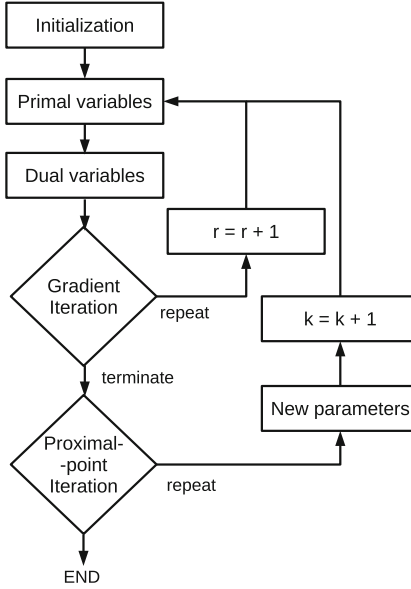 Initialization
Primal variables
Dual variables
r = r + 1
Gradient
Iteration
repeat
k = k + 1
terminate
New parameters
Proximal-
-point
Iteration
repeat
END